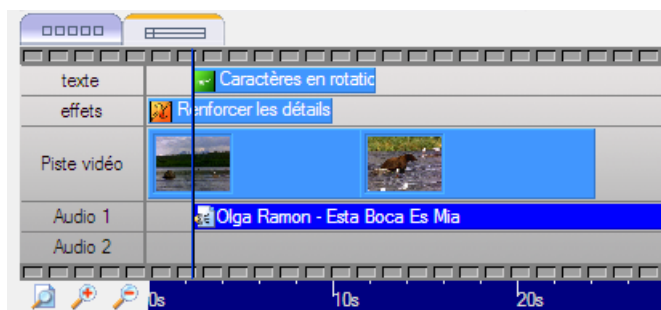 texte
Caractères en rotatic
effets
Renforcer les détails
Piste vidéo
Audio 1
Olga Ramon - Esta Boca Es Mia
Audio 2
0s
10s
20s